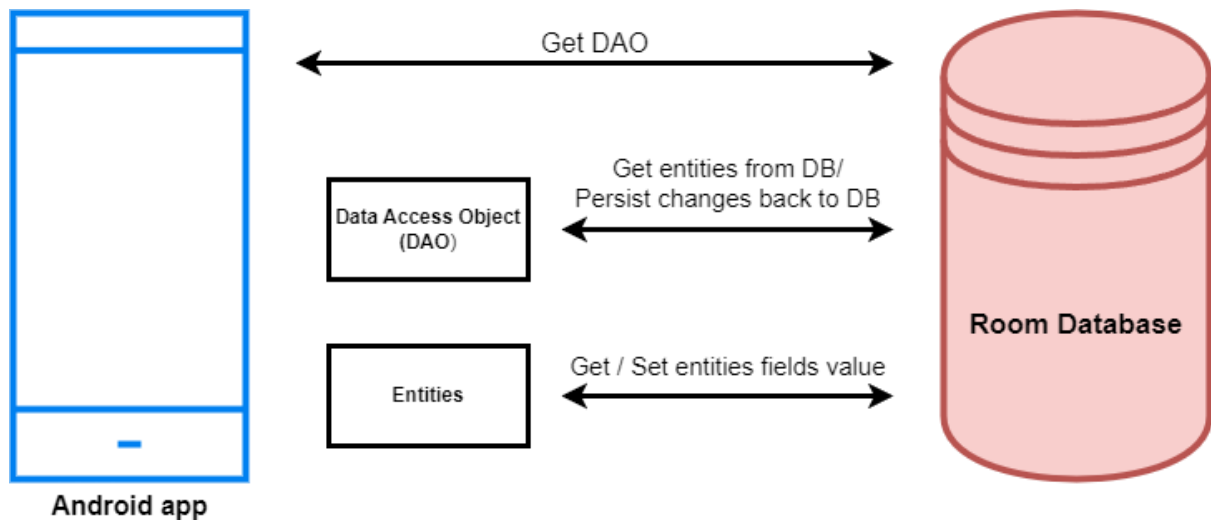 Get DAO
Get entities from DB/
Persist changes back to DB
Data Access Object
(DAO)
Room Database
Get / Set entities fields value
Entities
Android app